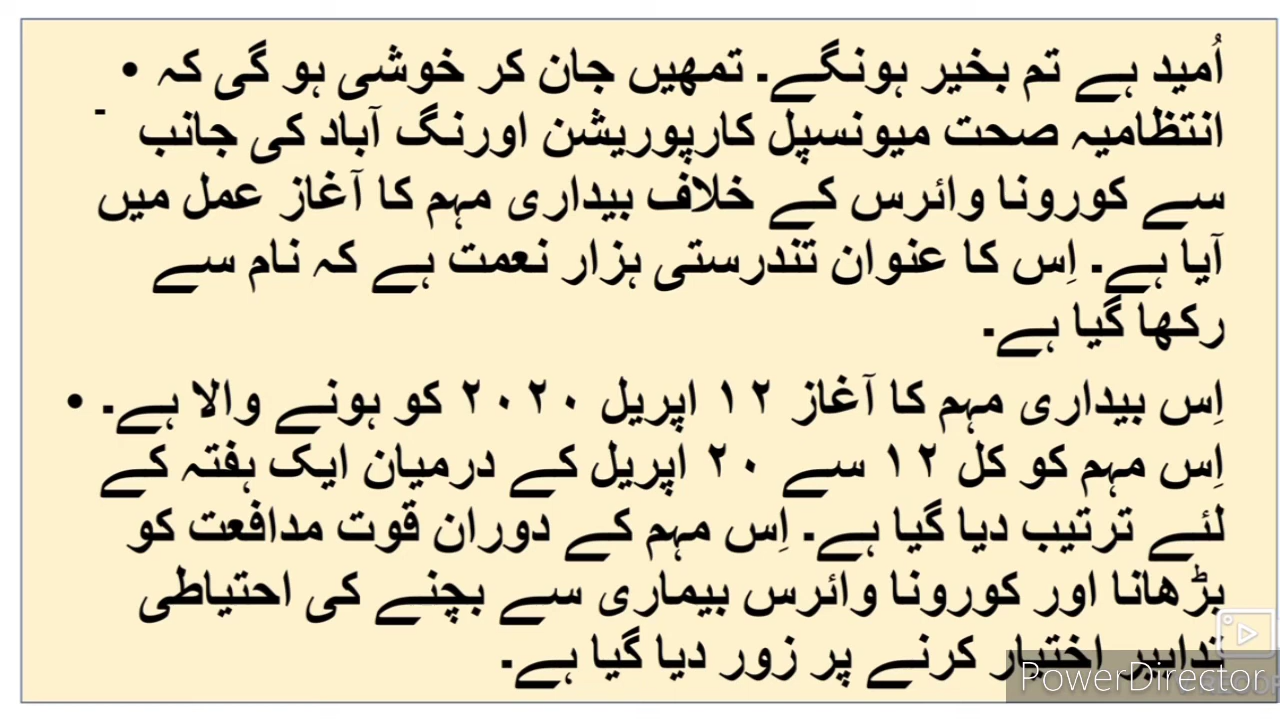 • اُمید ہے تم بخیر ہونگے۔ تمھیں جان کر خوشی ہو گی کہ
انتظامیہ صحت میونسپل کارپوریشن اورنگ آباد کی جانب
سے کورونا وائرس کے خلاف بیداری مہم کا آغاز عمل میں
آیا ہے۔ اِس کا عنوان تندرستی ہزار نعمت ہے کہ نام سے
رکھا گیا ہے۔
• اِس بیداری مہم کا آغاز ۱۲ اپریل ۲۰۲۰ کو ہونے والا ہے۔
اِس مہم کو کل ۱۲ سے ۲۰ اپریل کے درمیان ایک ہفتہ کے
لئے ترتیب دیا گیا ہے۔ اِس مہم کے دوران قوت مدافعت کو
بڑھانا اور کورونا وائرس بیماری سے بچنے کی احتیاطی
تدابیر اختیار کرنے پر زور دیا گیا ہے۔
PowerDirector